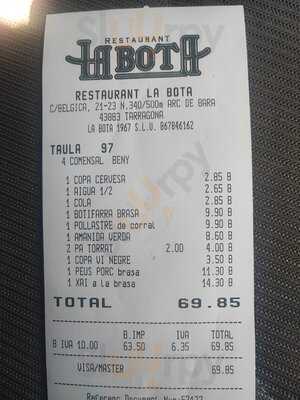 RESTAURANT
LA BOTA
RESTAURANT LA BOTA
C/BELGICA, 21-23 N.340/500m ARC DE BARA
43883 TARRAGONA
LA BOTA 1967 S.L.U. B67846162
TAULA 97
4 COMENSAL BENY
1 COPA CERVESA 2.85 B
1 AIGUA 1/2 2.65 B
1 COLA 2.85 B
1 BOTIFARRA BRASA 9.90 B
1 POLLASTRE de corral 9.90 B
1 AMANIDA VERDA 8.60 B
2 PA TORRAT 2.00 4.00 B
1 COPA VI NEGRE 3.50 B
1 PEUS PORC brasa 11.30 B
1 XAI a la brasa 14.30 B
TOTAL 69.85
B.IMP IVA TOTAL
B IVA 10.00 63.50 6.35 69.85
VISA/MASTER 69.85